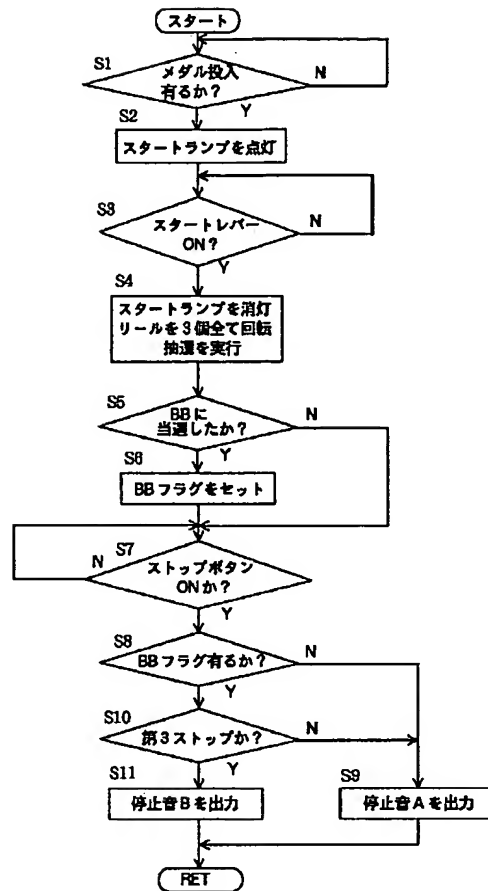 スタート
S1
メダル投入
有るか？
N
Y
S2
スタートランプを点灯
S3
スタートレバー
ON？
N
Y
S4
スタートランプを消灯
リールを3個全て回転
抽選を実行
S5
BBに
当選したか？
N
Y
S6
BBフラグをセット
S7
N
ストップボタン
ONか？
Y
S8
BBフラグ有るか？
N
Y
S10
第3ストップか？
N
Y
S11
停止音Bを出力
S9
停止音Aを出力
RET